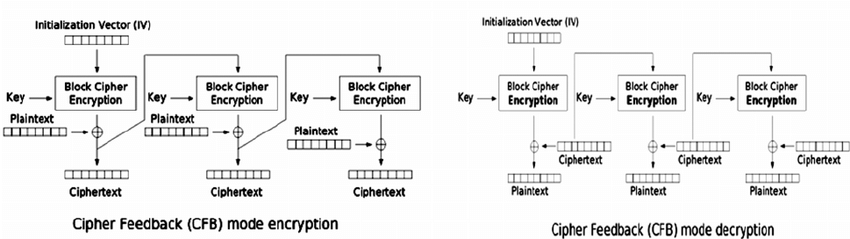 Initialization Vector (IV)
Block Cipher
Encryption
Block Cipher
Encryption
Block Cipher
Encryption
Key
Key
Key
Plaintext
Plaintext
Plaintext
Ciphertext
Ciphertext
Ciphertext
Cipher Feedback (CFB) mode encryption
Initialization Vector (IV)
Block Cipher
Encryption
Block Cipher
Encryption
Block Cipher
Encryption
Key
Key
Key
Ciphertext
Ciphertext
Ciphertext
Plaintext
Plaintext
Plaintext
Cipher Feedback (CFB) mode decryption